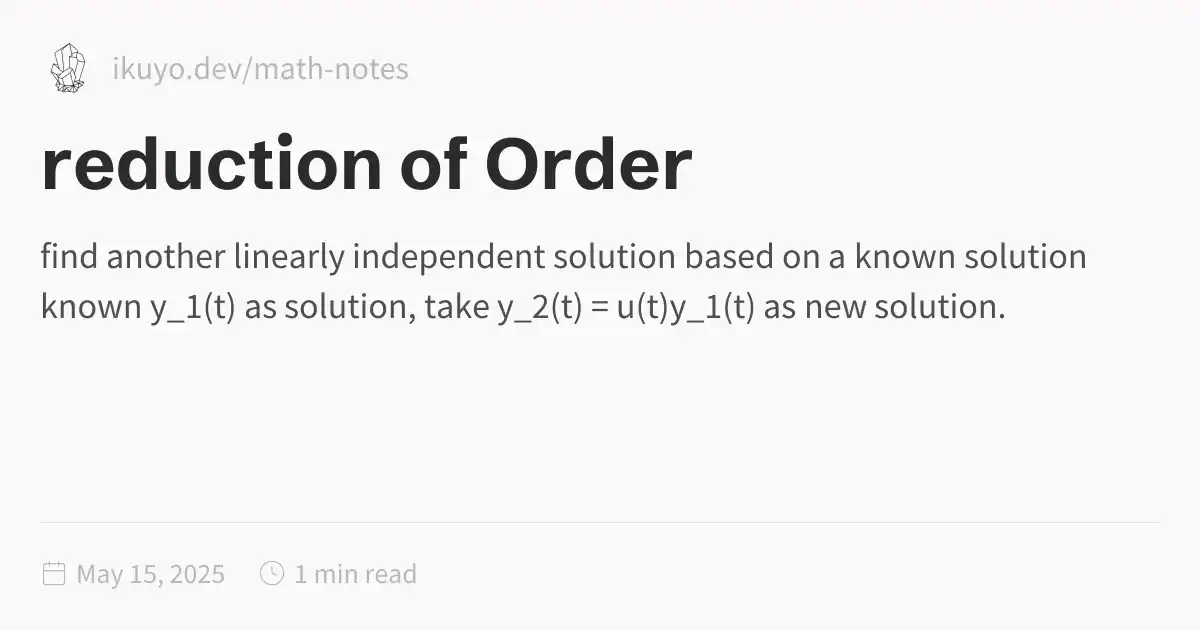 ikuyo.dev/math-notes
reduction of Order
find another linearly independent solution based on a known solution
known y_1(t) as solution, take y_2(t) = u(t)y_1(t) as new solution.
May 15, 2025 1 min read